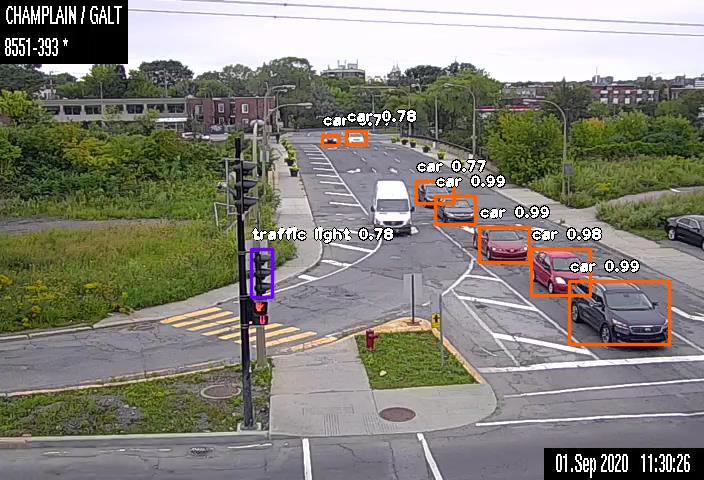 CHAMPLAIN / GALT
8551-393 *
car 0.78
car 0.77
car 0.99
car 0.99
traffic light 0.78
car 0.98
car 0.99
01.Sep 2020 11:30:26